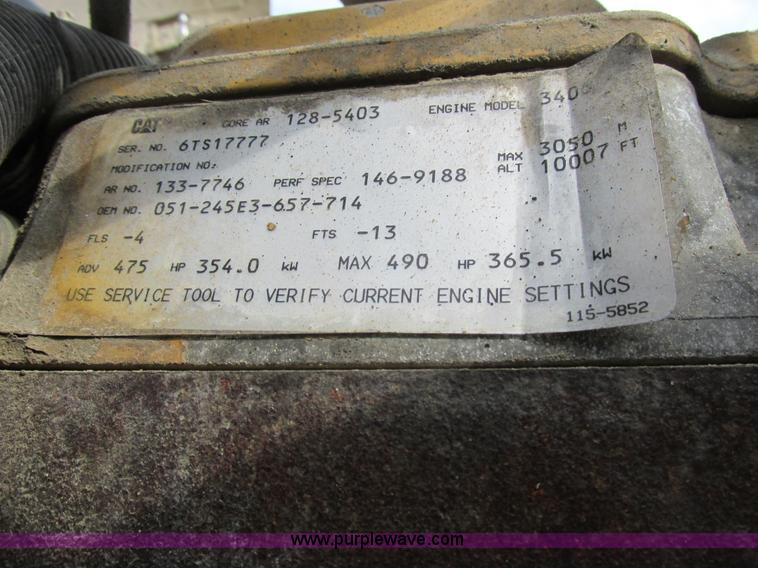 CAT CORE AR 128-5403 ENGINE MODEL 340
SER. NO. 6TS17777
MODIFICATION NO:
AR NO. 133-7746 PERF SPEC 146-9188 MAX ALT 3050 M 10007 FT
OEM NO. 051-245E3-657-714
FLS -4 FTS -13
ADV 475 HP 354.0 kW MAX 490 HP 365.5 kW
USE SERVICE TOOL TO VERIFY CURRENT ENGINE SETTINGS
115-5852
www.purplewave.com